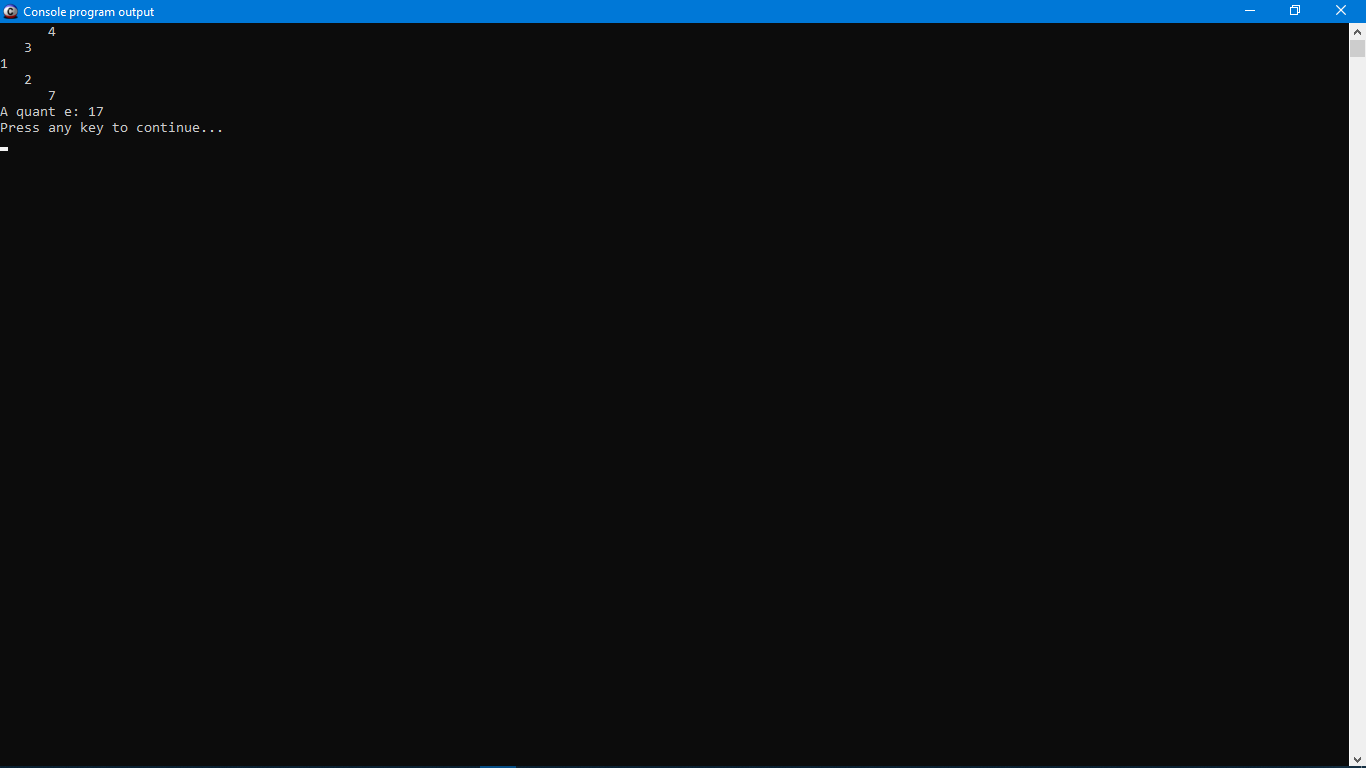 Console program output
      4
   3
1
   2
      7
A quant e: 17
Press any key to continue...